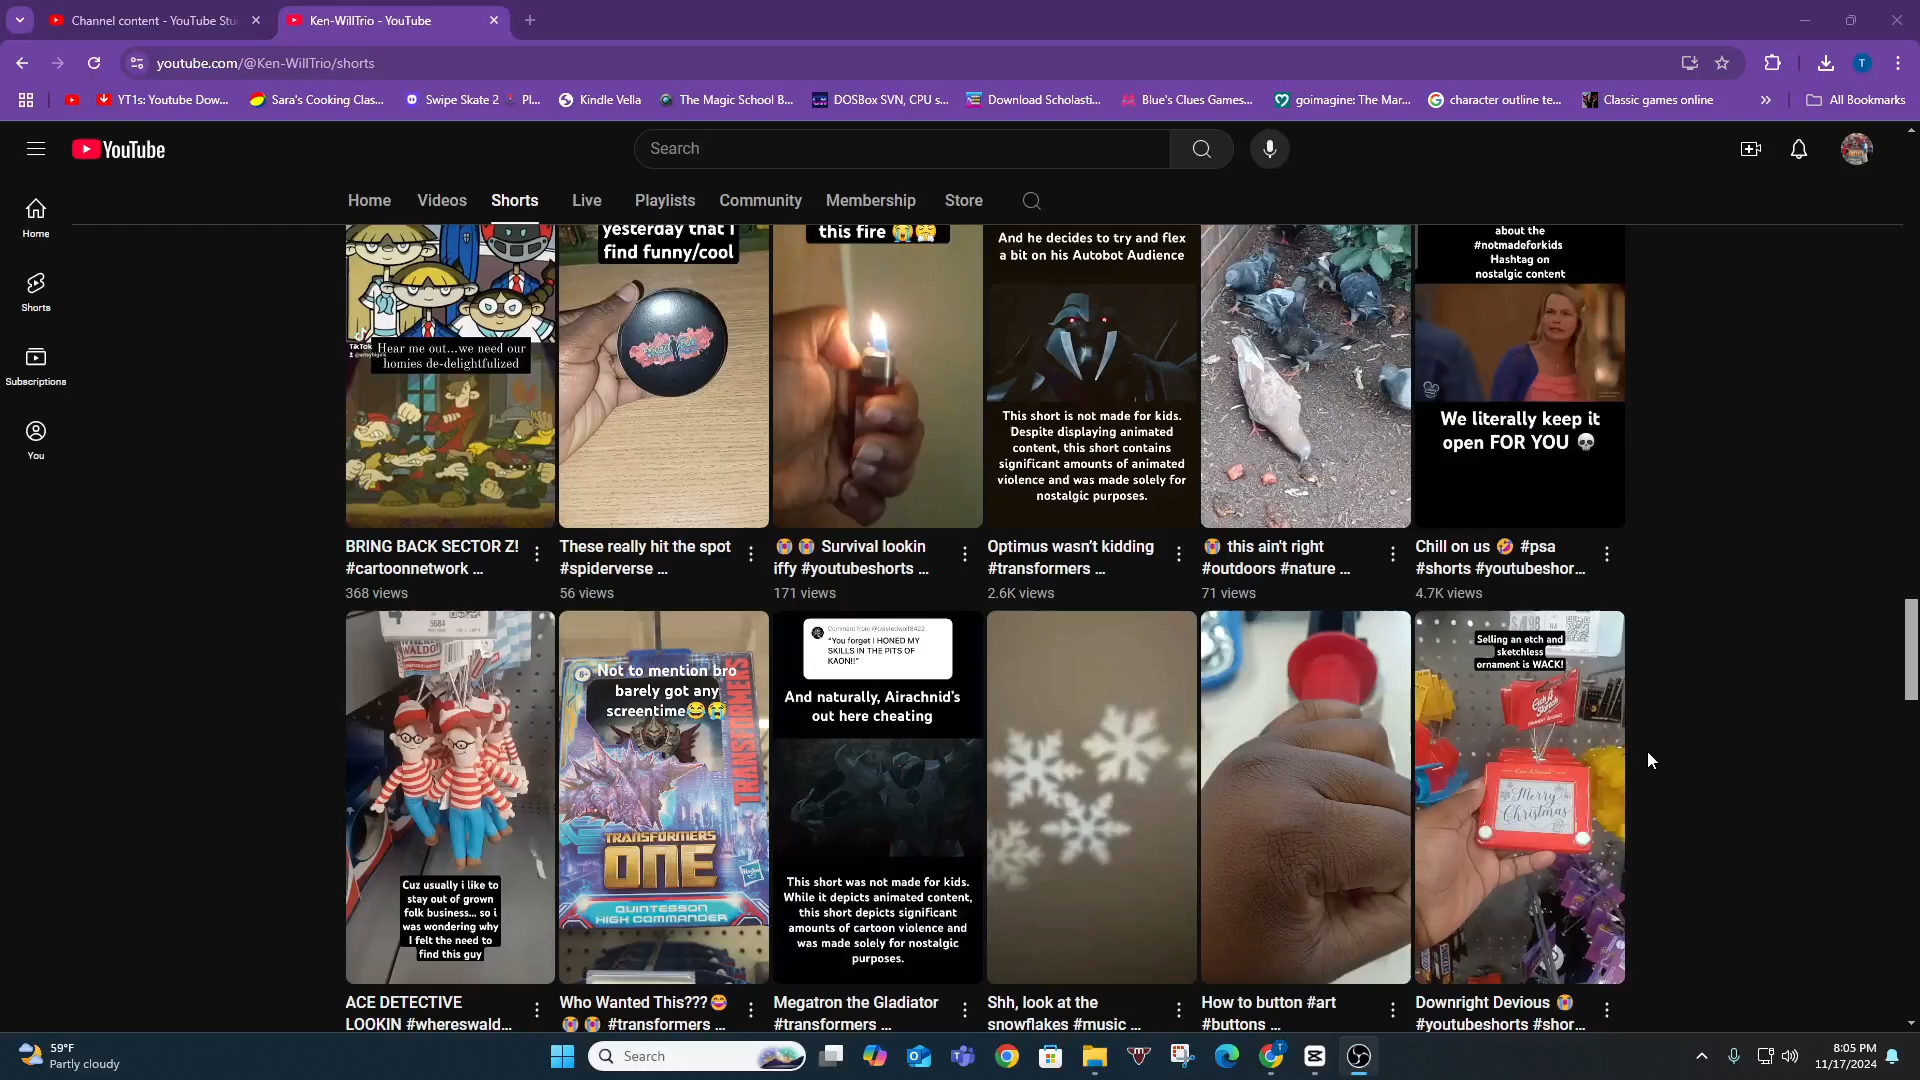 Channel content - YouTube Stu
Ken-WillTrio - YouTube
youtube.com/@Ken-WillTrio/shorts
T
YT1s: Youtube Dow...
Sara's Cooking Clas...
Swipe Skate 2 Pl...
Kindle Vella
The Magic School B...
DOSBox SVN, CPU s...
Download Scholasti...
Blue's Clues Games...
goimagine: The Mar...
character outline te...
Classic games online
All Bookmarks
YouTube
Search
Home
Shorts
Subscriptions
You
Home Videos Shorts Live Playlists Community Membership Store
TikTok
Hear me out...we need our
homies de-delightfulized
yesterday that I
find funny/cool
this fire 😭😤
And he decides to try and flex
a bit on his Autobot Audience
This short is not made for kids.
Despite displaying animated
content, this short contains
significant amounts of animated
violence and was made solely for
nostalgic purposes.
about the
#notmadeforkids
Hashtag on
nostalgic content
We literally keep it
open FOR YOU 💀
BRING BACK SECTOR Z!
#cartoonnetwork ...
368 views
These really hit the spot
#spiderverse ...
56 views
😭😭 Survival lookin
iffy #youtubeshorts ...
171 views
Optimus wasn't kidding
#transformers ...
2.6K views
😭 this ain't right
#outdoors #nature ...
71 views
Chill on us 🤣 #psa
#shorts #youtubeshor...
4.7K views
5684
WALDO
Cuz usually i like to
stay out of grown
folk business... so i
was wondering why
I felt the need to
find this guy
Not to mention bro
barely got any
screentime😂😭
TRANSFORMERS
TRANSFORMERS
ONE
QUINTESSON
HIGH COMMANDER
Hasbro
Comment from @twistedwolf8422
"You forget I HONED MY
SKILLS IN THE PITS OF
KAON!!"
And naturally, Airachnid's
out here cheating
This short was not made for kids.
While it depicts animated content,
this short depicts significant
amounts of cartoon violence and
was made solely for nostalgic
purposes.
Selling an etch and
sketchless
ornament is WACK!
Etch A
Sketch
Merry
Christmas
ACE DETECTIVE
LOOKIN #whereswald...
Who Wanted This???😂
😭😭 #transformers ...
Megatron the Gladiator
#transformers ...
Shh, look at the
snowflakes #music ...
How to button #art
#buttons ...
Downright Devious 😭
#youtubeshorts #shor...
59°F
Partly cloudy
Search
8:05 PM
11/17/2024